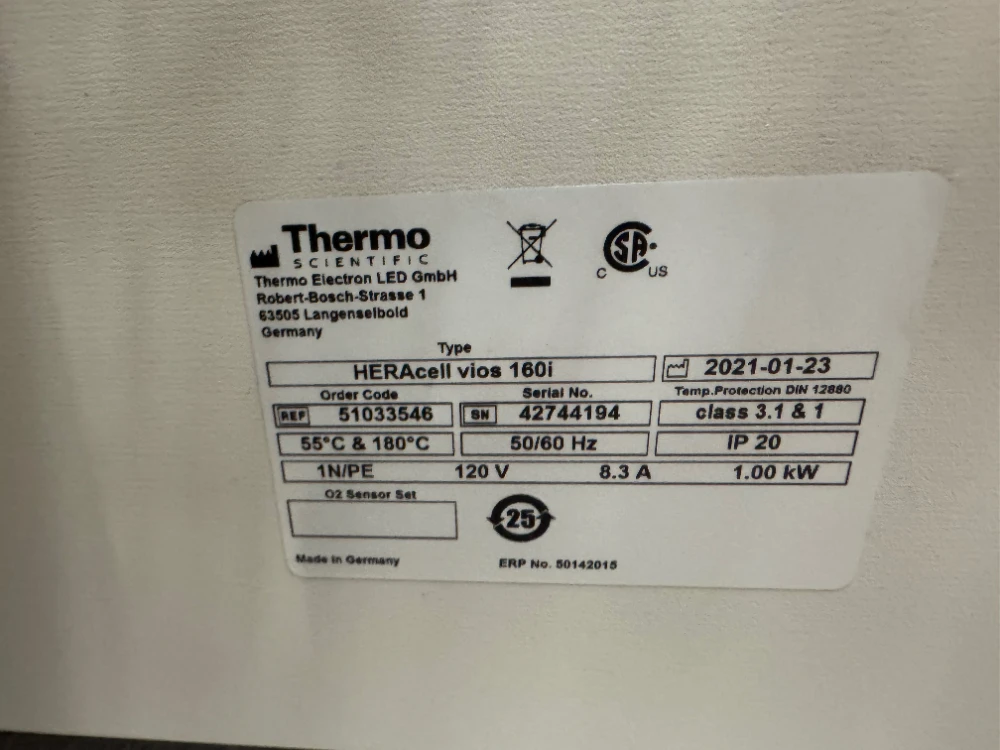 Thermo
SCIENTIFIC
Thermo Electron LED GmbH
Robert-Bosch-Strasse 1
63505 Langenselbold
Germany
C SA US
Type
HERAcell vios 160i
2021-01-23
Order Code Serial No. Temp.Protection DIN 12880
REF 51033546 SN 42744194 class 3.1 & 1
55°C & 180°C 50/60 Hz IP 20
1N/PE 120 V 8.3 A 1.00 kW
O2 Sensor Set
25
Made in Germany ERP No. 50142015